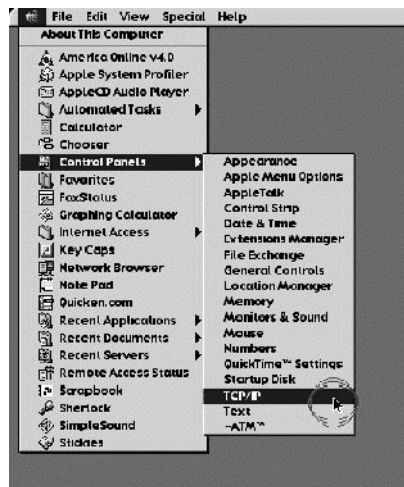 File Edit View Special Help
About This Computer
America Online v4.0
Apple System Profiler
AppleCD Audio Player
Automated Tasks
Calculator
Chooser
Control Panels
Favorites
FaxStatus
Graphing Calculator
Internet Access
Key Caps
Network Browser
Note Pad
Quicken.com
Recent Applications
Recent Documents
Recent Servers
Remote Access Status
Scrapbook
Sherlock
SimpleSound
Stickies
Appearance
Apple Menu Options
AppleTalk
Control Strip
Date & Time
Extensions Manager
File Exchange
General Controls
Location Manager
Memory
Monitors & Sound
Mouse
Numbers
QuickTime™ Settings
Startup Disk
TCP/IP
Text
~ATM™